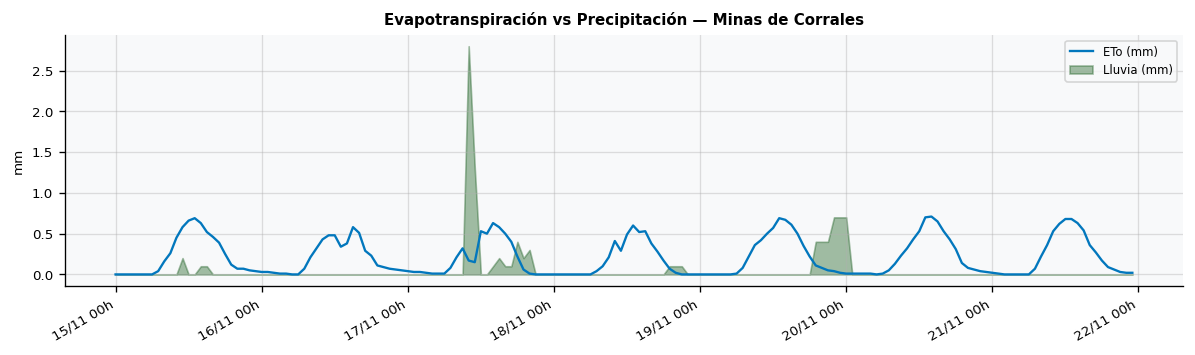 Evapotranspiración vs Precipitación — Minas de Corrales
ETo (mm)
Lluvia (mm)
mm
2.5
2.0
1.5
1.0
0.5
0.0
15/11 00h
16/11 00h
17/11 00h
18/11 00h
19/11 00h
20/11 00h
21/11 00h
22/11 00h